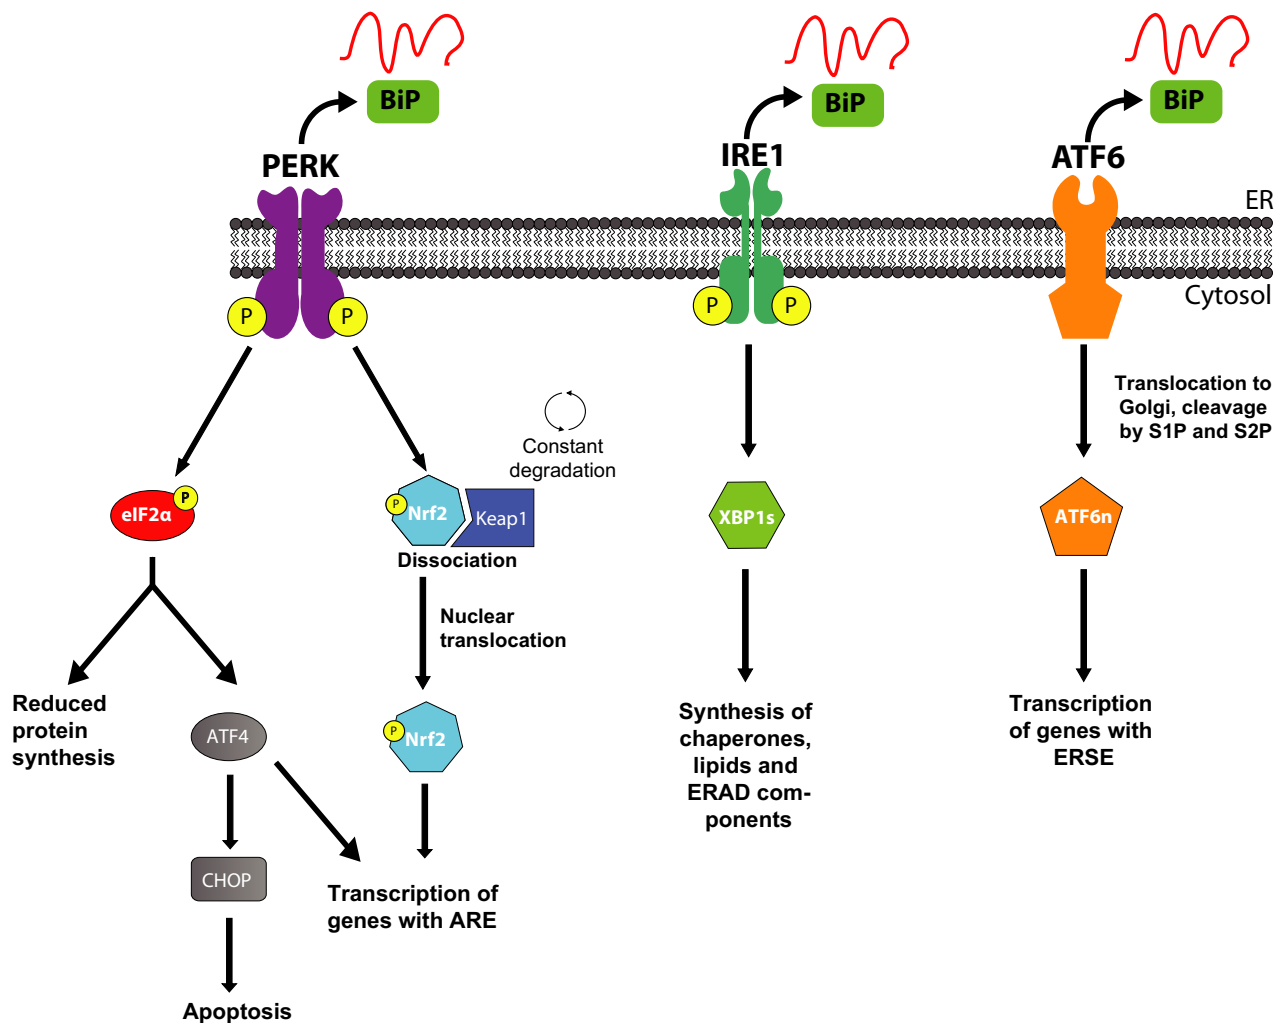 BiP
BiP
BiP
PERK
IRE1
ATF6
ER
Cytosol
P
P
P
P
Translocation to
Golgi, cleavage
by S1P and S2P
Constant
degradation
eIF2α
P
P
Nrf2
Keap1
Dissociation
XBP1s
ATF6n
Nuclear
translocation
Reduced
protein
synthesis
ATF4
P
Nrf2
Synthesis of
chaperones,
lipids and
ERAD com-
ponents
Transcription
of genes with
ERSE
CHOP
Transcription of
genes with ARE
Apoptosis